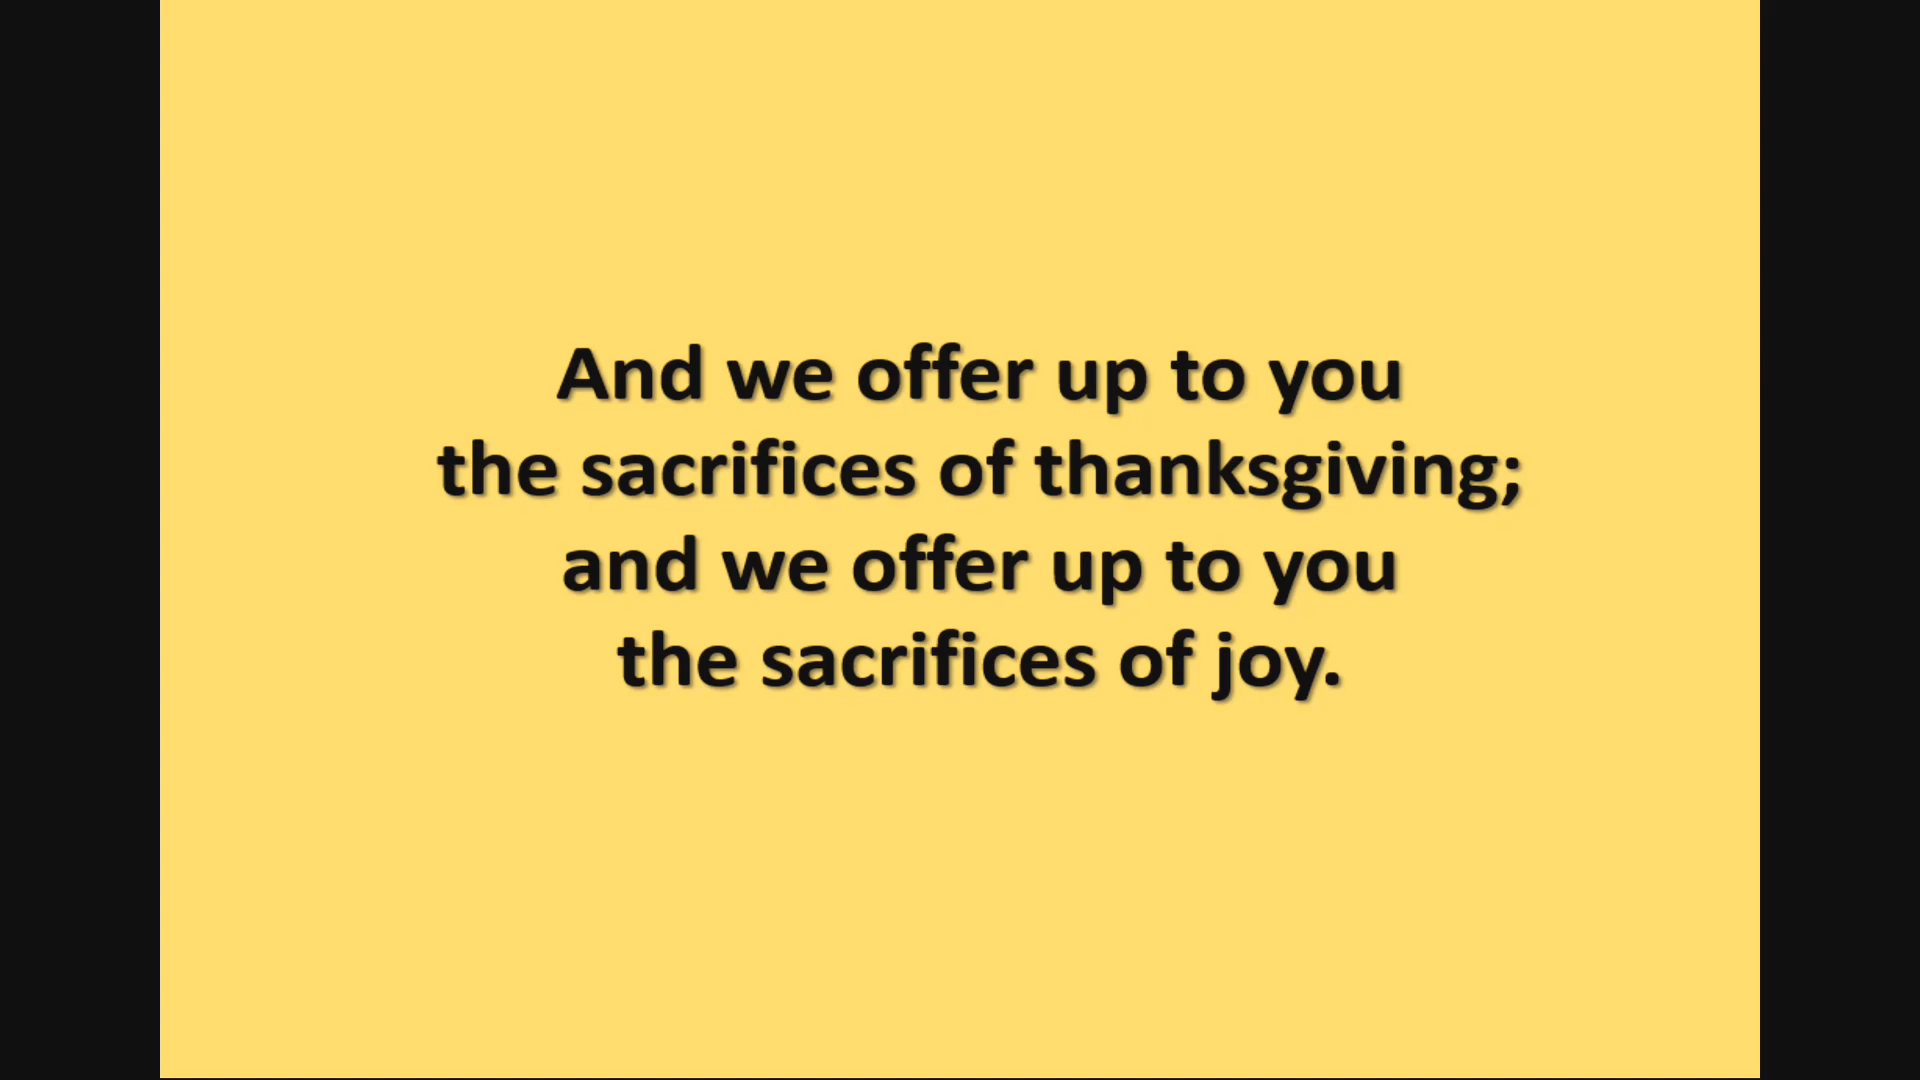 And we offer up to you
the sacrifices of thanksgiving;
and we offer up to you
the sacrifices of joy.